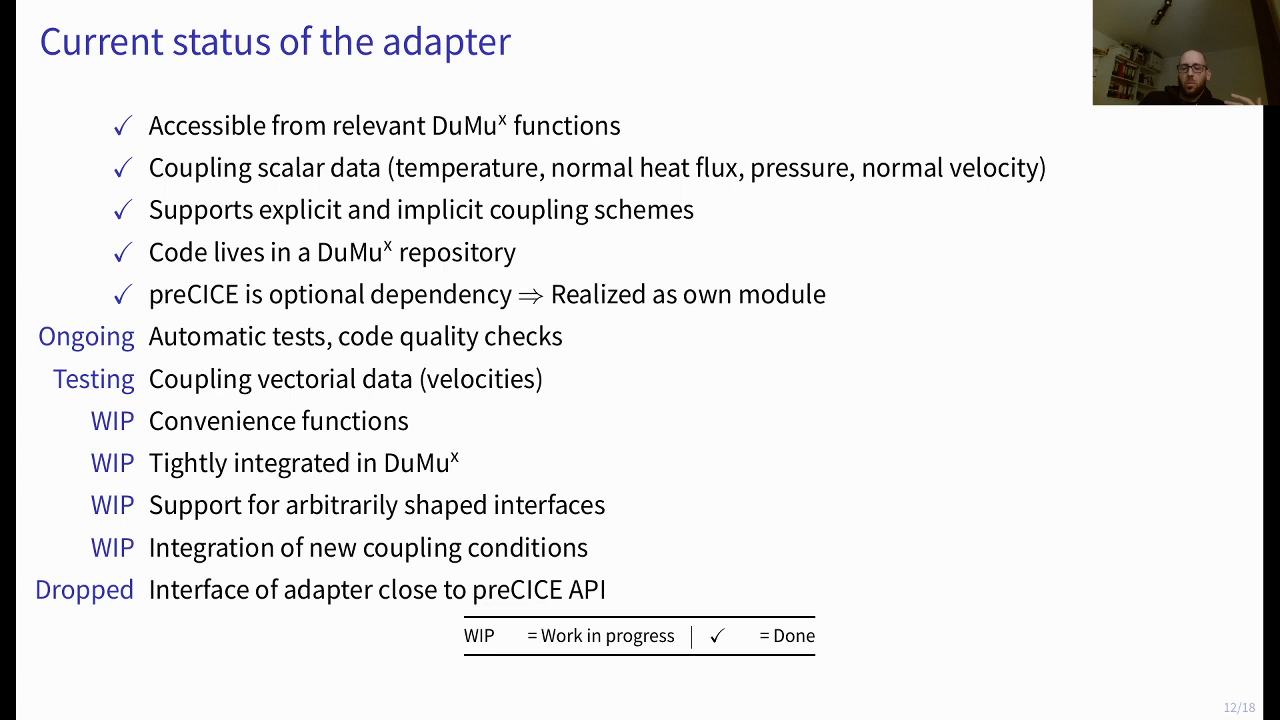 Current status of the adapter
✓ Accessible from relevant DuMuˣ functions
✓ Coupling scalar data (temperature, normal heat flux, pressure, normal velocity)
✓ Supports explicit and implicit coupling schemes
✓ Code lives in a DuMuˣ repository
✓ preCICE is optional dependency ⇒ Realized as own module
Ongoing Automatic tests, code quality checks
Testing Coupling vectorial data (velocities)
WIP Convenience functions
WIP Tightly integrated in DuMuˣ
WIP Support for arbitrarily shaped interfaces
WIP Integration of new coupling conditions
Dropped Interface of adapter close to preCICE API
WIP = Work in progress | ✓ = Done
12/18